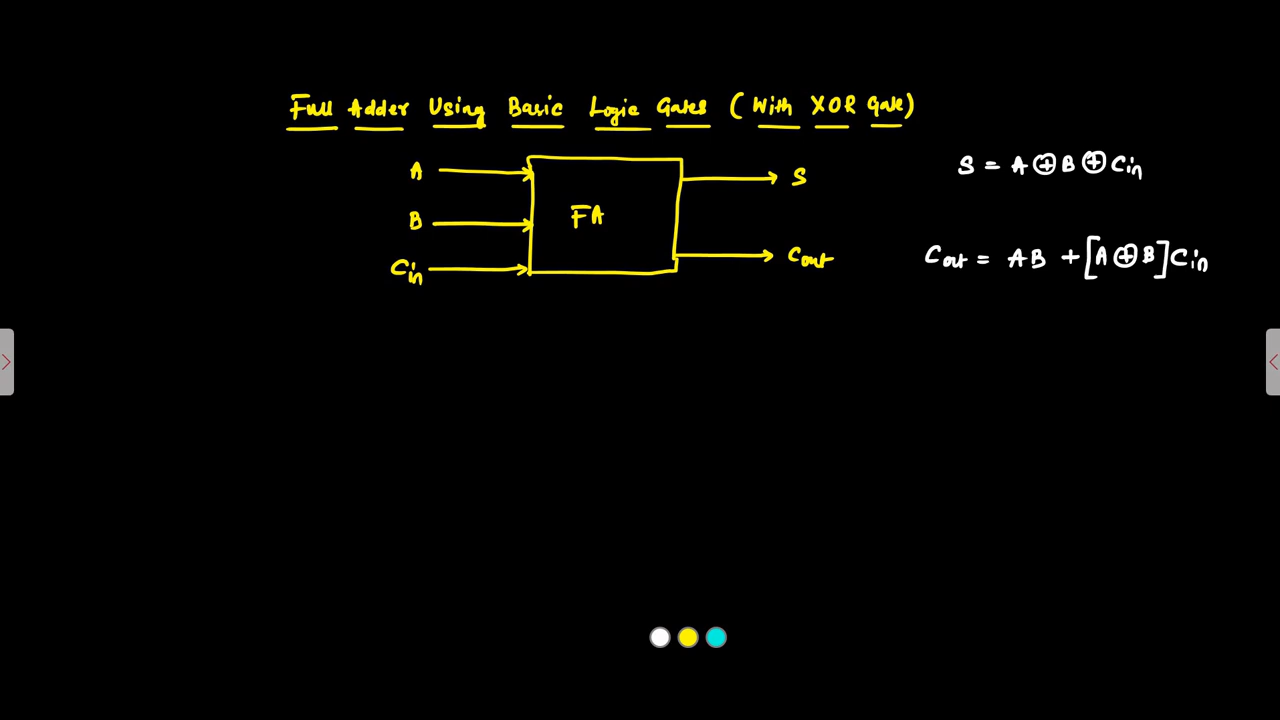 Full Adder Using Basic Logic Gates (With XOR Gate)
A
B
Cin
FA
S
Cout
S = A ⊕ B ⊕ Cin
Cout = AB + [A ⊕ B] Cin